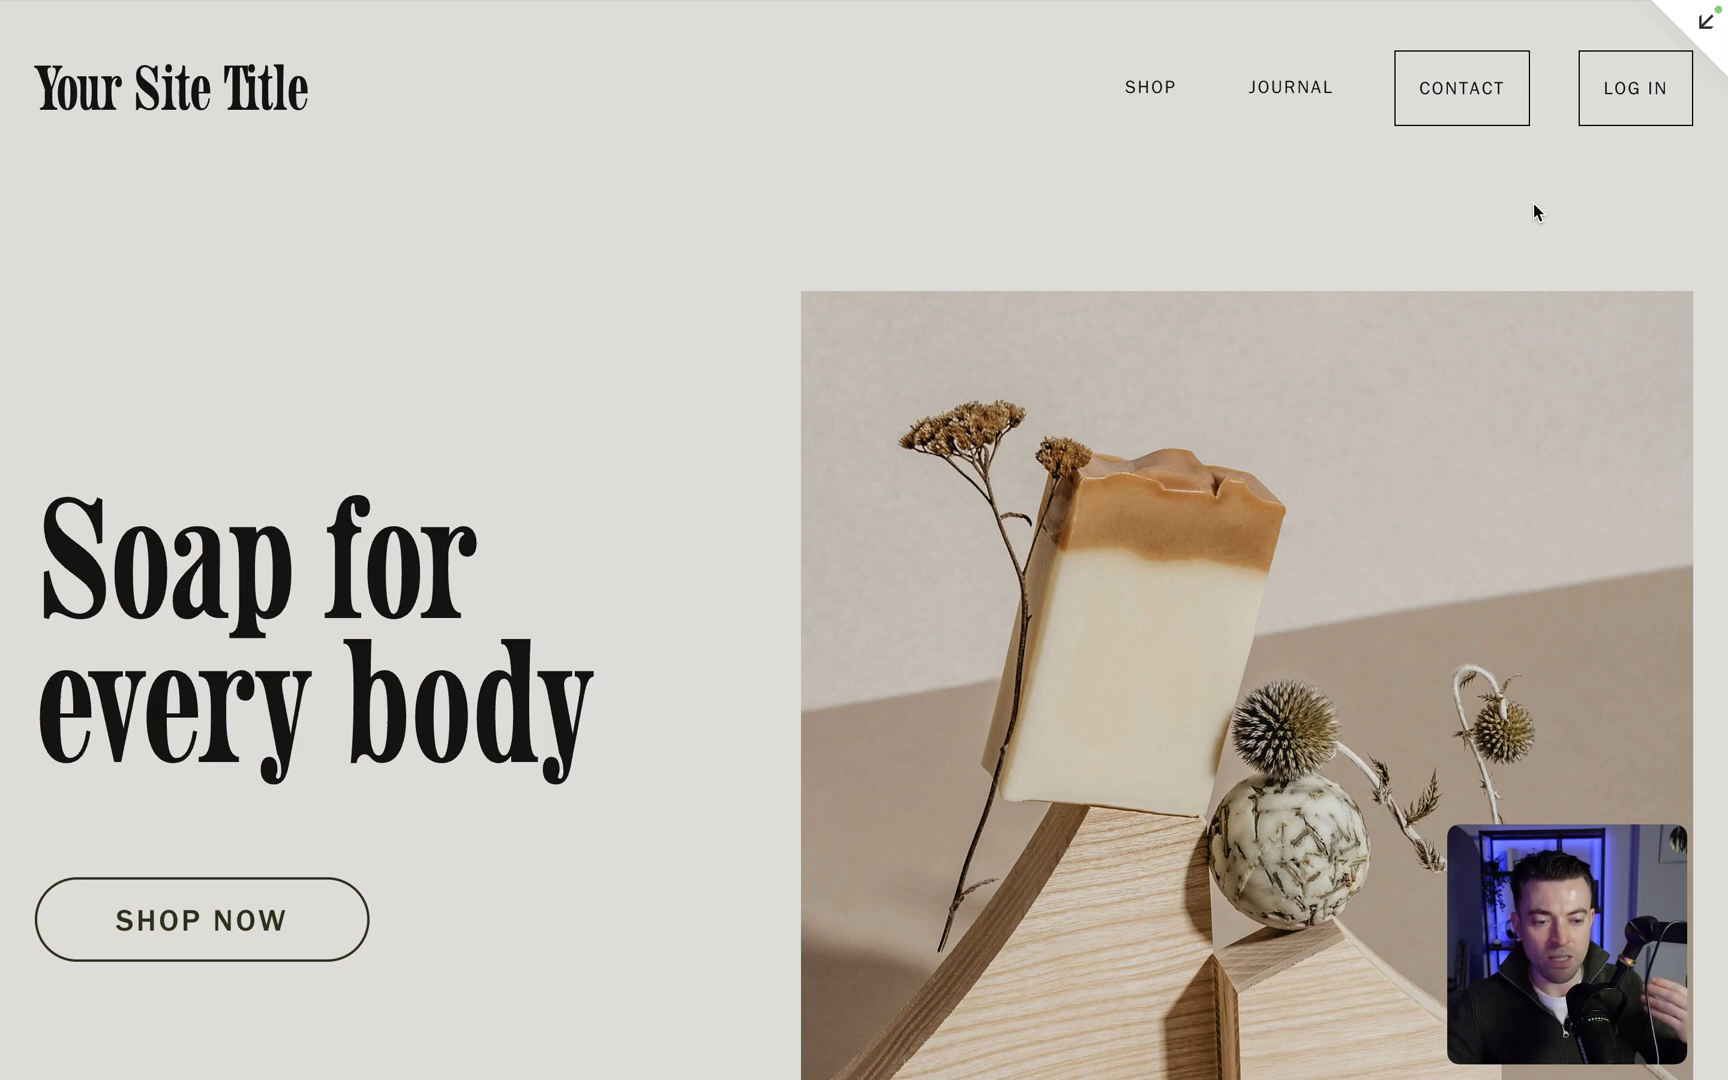 Your Site Title
SHOP
JOURNAL
CONTACT
LOG IN
Soap for
every body
SHOP NOW